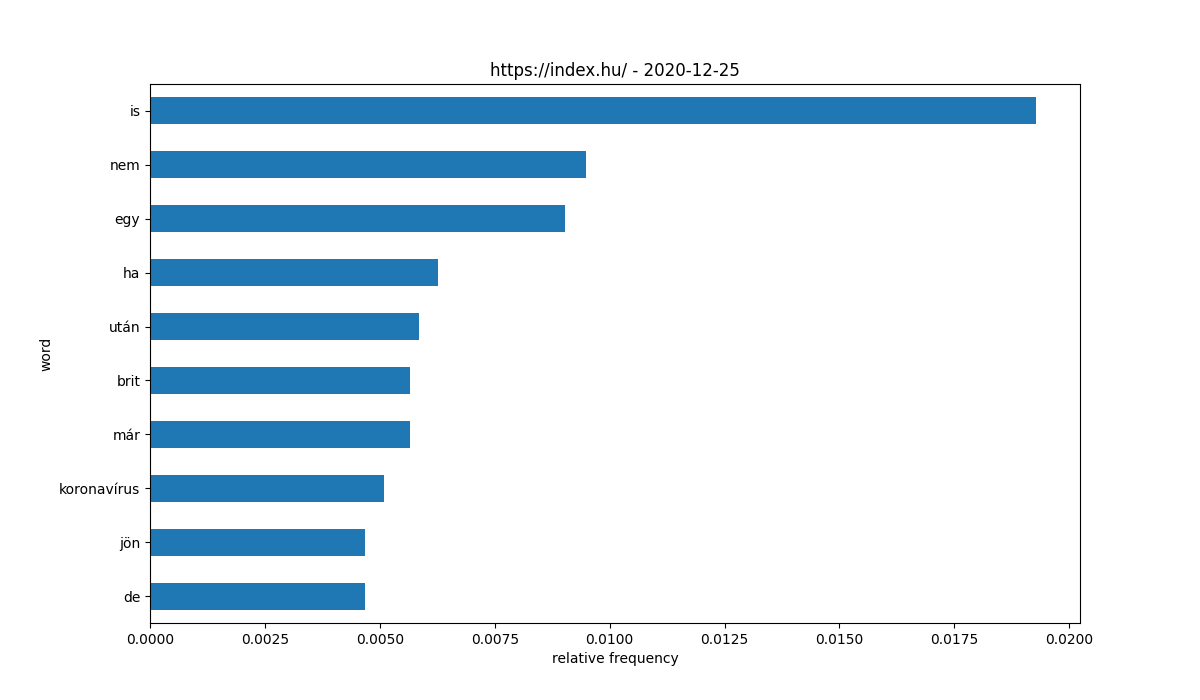 https://index.hu/ - 2020-12-25
word
is
nem
egy
ha
után
brit
már
koronavírus
jön
de
0.0000 0.0025 0.0050 0.0075 0.0100 0.0125 0.0150 0.0175 0.0200
relative frequency